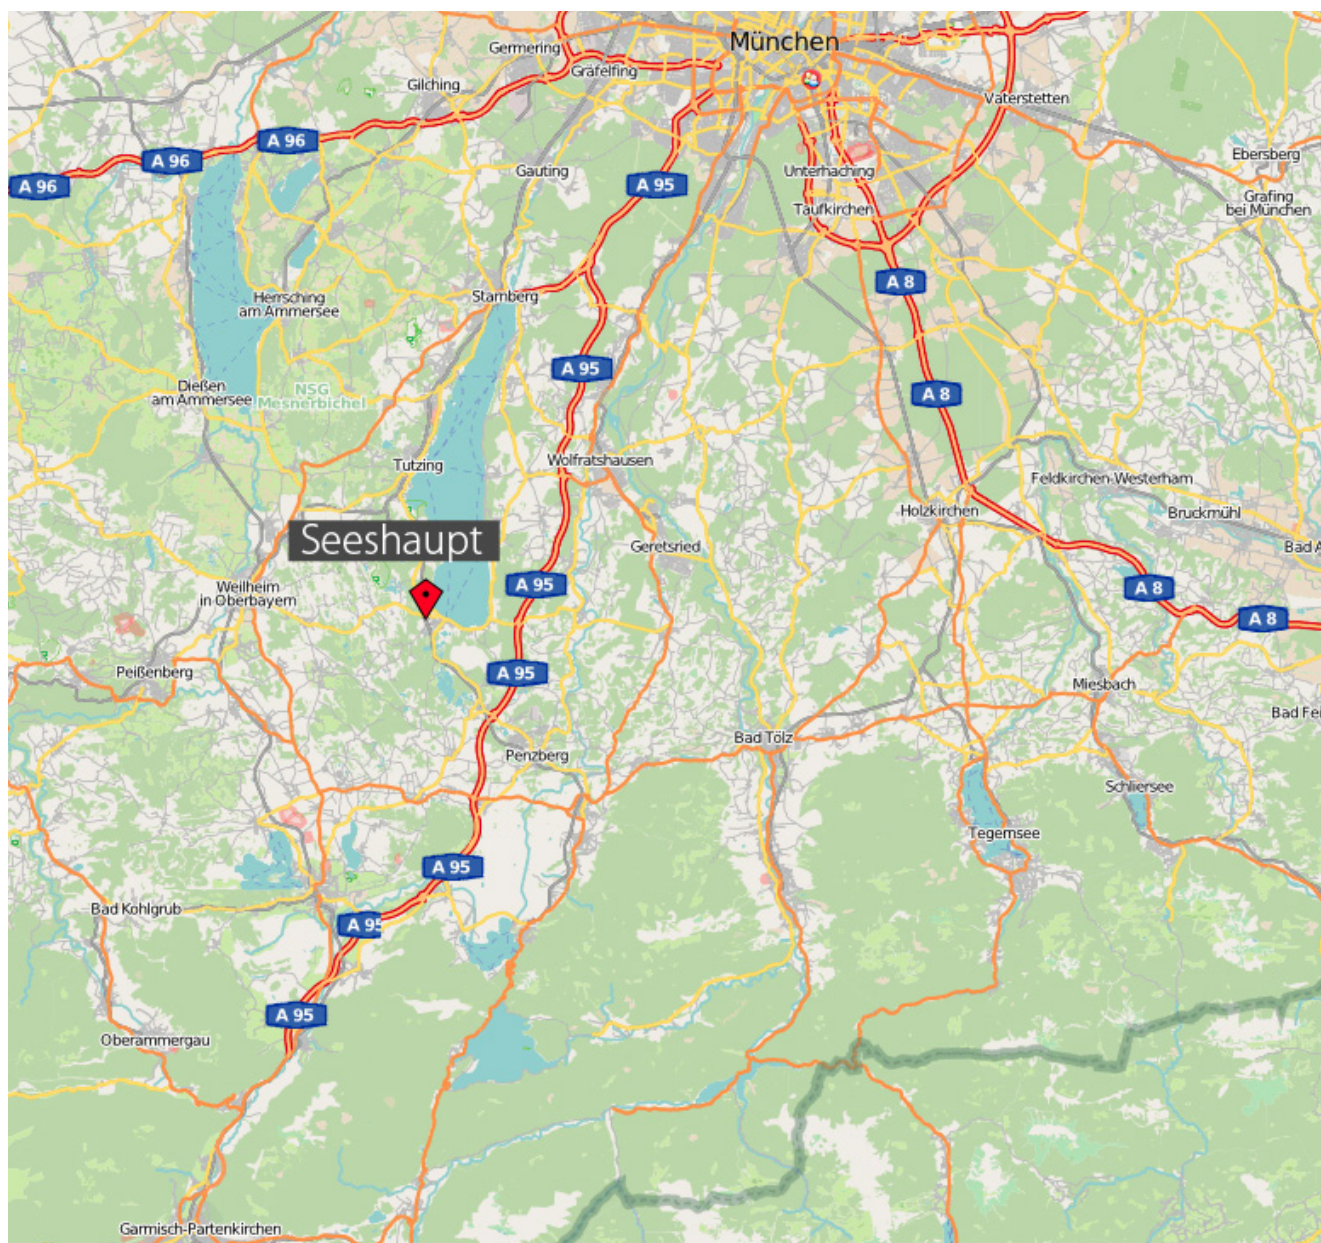 München
Germering
Gräfelfing
Gilching
Vaterstetten
A 96
A 96
A 96
Ebersberg
Gauting
Unterhaching
A 95
Grafing
bei München
Taufkirchen
A 8
Herrsching
am Ammersee
Starnberg
A 95
Dießen
am Ammersee
NSG
Mesnerbichel
A 8
Tutzing
Wolfratshausen
Feldkirchen-Westerham
Holzkirchen
Bruckmühl
Seeshaupt
Geretsried
Bad A
Weilheim
in Oberbayern
A 95
A 8
A 8
Peißenberg
A 95
Miesbach
Bad Fei
Bad Tölz
Penzberg
Schliersee
Tegernsee
A 95
Bad Kohlgrub
A 95
A 95
Oberammergau
Garmisch-Partenkirchen